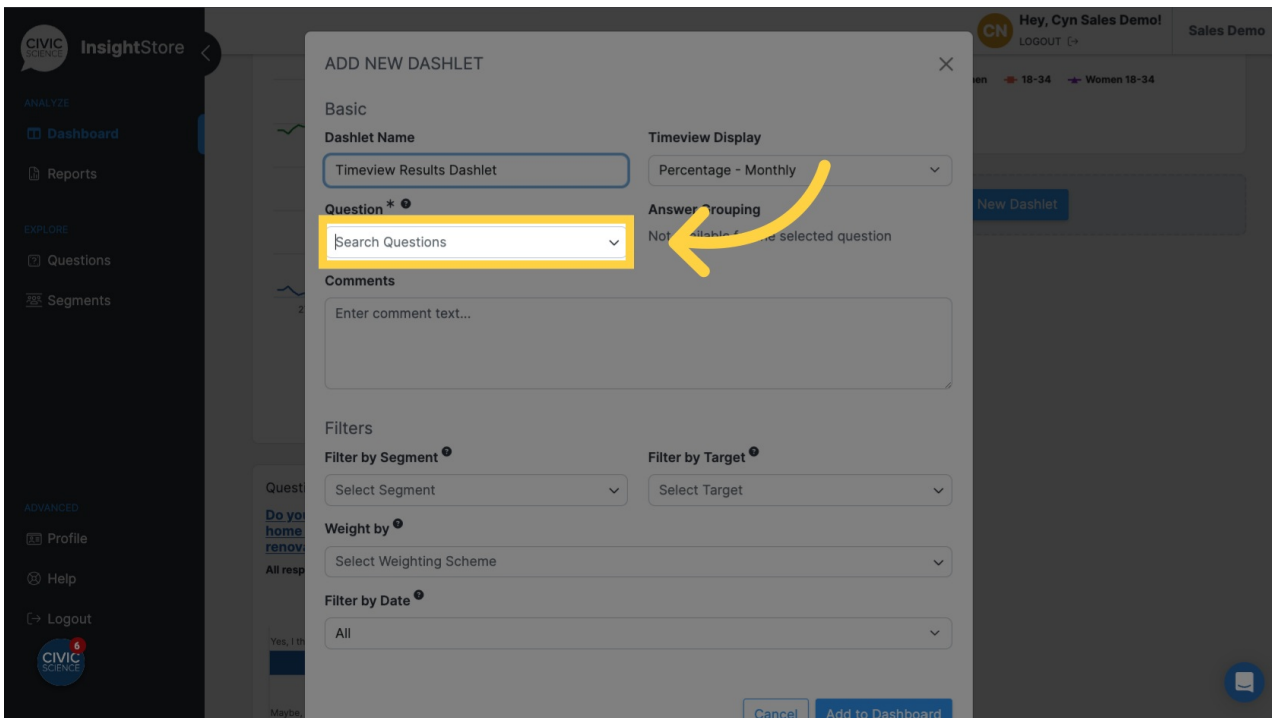 CIVIC
SCIENCE
InsightStore
Hey, Cyn Sales Demo!
CN
LOGOUT
Sales Demo
ANALYZE
Dashboard
Reports
EXPLORE
Questions
Segments
ADVANCED
Profile
Help
Logout
6
CIVIC
SCIENCE
18-34 Women 18-34
New Dashlet
2
Do you
home
All resp
Yes, I th
Maybe,
ADD NEW DASHLET
Basic
Dashlet Name
Timeview Display
Timeview Results Dashlet
Percentage - Monthly
Question *
Answer Grouping
Search Questions
selected question
Comments
Enter comment text...
Filters
Filter by Segment
Filter by Target
Select Segment
Select Target
Weight by
Select Weighting Scheme
Filter by Date
All
Cancel
Add to Dashboard